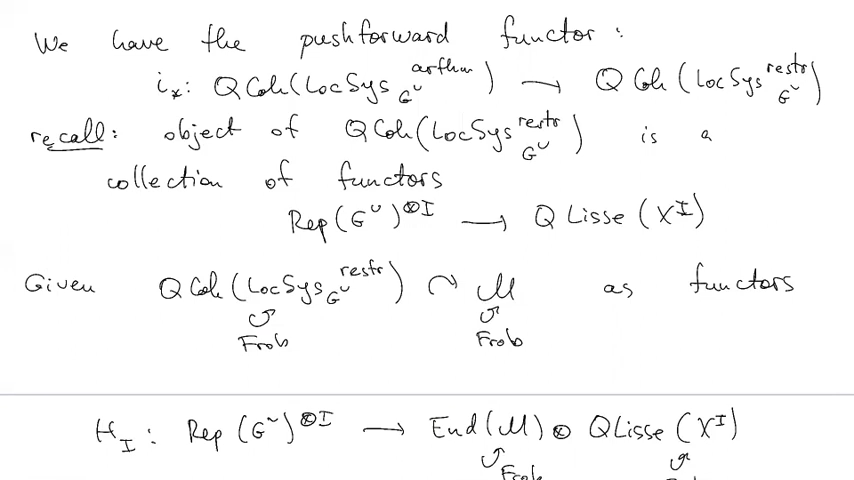 We have the pushforward functor:
i_*: QCoh(LocSys_{G^∨}^{arthm}) → QCoh(LocSys_{G^∨}^{restr})
recall: object of QCoh(LocSys_{G^∨}^{restr}) is a
collection of functors
Rep(G^∨)^{⊗I} → QLisse(X^I)
Given QCoh(LocSys_{G^∨}^{restr}) ↷ M as functors
Frob Frob
H_I: Rep(G^∨)^{⊗I} → End(M) ⊗ QLisse(X^I)
Frob